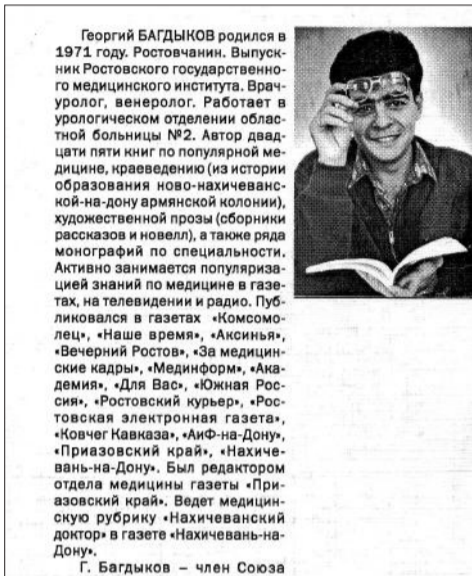 Георгий БАГДЫКОВ родился в
1971 году. Ростовчанин. Выпуск-
ник Ростовского государственно-
го медицинского института. Врач-
уролог, венеролог. Работает в
урологическом отделении облас-
тной больницы №2. Автор двад-
цати пяти книг по популярной ме-
дицине, краеведению (из истории
образования ново-нахичеванс-
кой-на-дону армянской колонии),
художественной прозы (сборники
рассказов и новелл), а также ряда
монографий по специальности.
Активно занимается популяриза-
цией знаний по медицине в газе-
тах, на телевидении и радио. Пуб-
ликовался в газетах «Комсомо-
лец», «Наше время», «Аксинья»,
«Вечерний Ростов», «За медицин-
ские кадры», «Мединформ», «Ака-
демия», «Для Вас», «Южная Рос-
сия», «Ростовский курьер», «Рос-
товская электронная газета»,
«Ковчег Кавказа», «АиФ-на-Дону»,
«Приазовский край», «Нахиче-
вань-на-Дону». Был редактором
отдела медицины газеты «При-
азовский край». Ведет медицин-
скую рубрику «Нахичеванский
доктор» в газете «Нахичевань-на-
Дону».
Г. Багдыков – член Союза